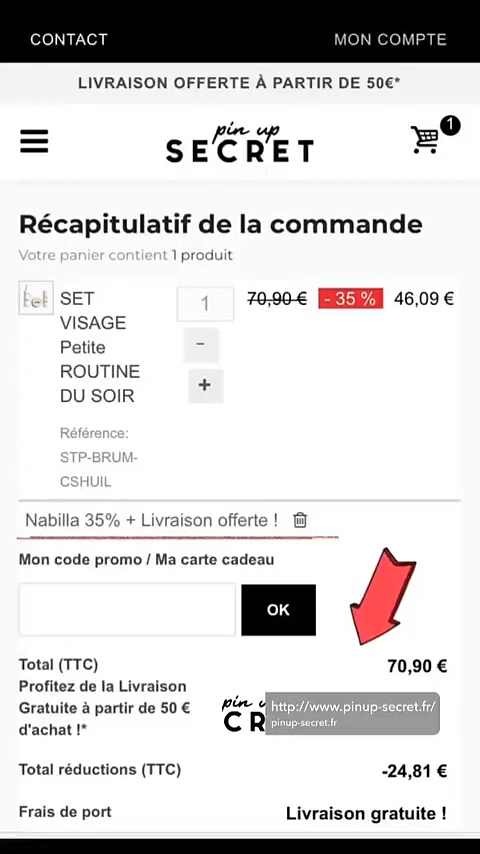 CONTACT
MON COMPTE
LIVRAISON OFFERTE À PARTIR DE 50€*
pin up
SECRET
1
Récapitulatif de la commande
Votre panier contient 1 produit
SET
VISAGE
Petite
ROUTINE
DU SOIR
1
-
+
70,90 € - 35 % 46,09 €
Référence:
STP-BRUM-
CSHUIL
Nabilla 35% + Livraison offerte !
Mon code promo / Ma carte cadeau
OK
Total (TTC)
Profitez de la Livraison
Gratuite à partir de 50 €
d'achat !*
70,90 €
pin u
CR
http://www.pinup-secret.fr/
pinup-secret.fr
Total réductions (TTC) -24,81 €
Frais de port Livraison gratuite !